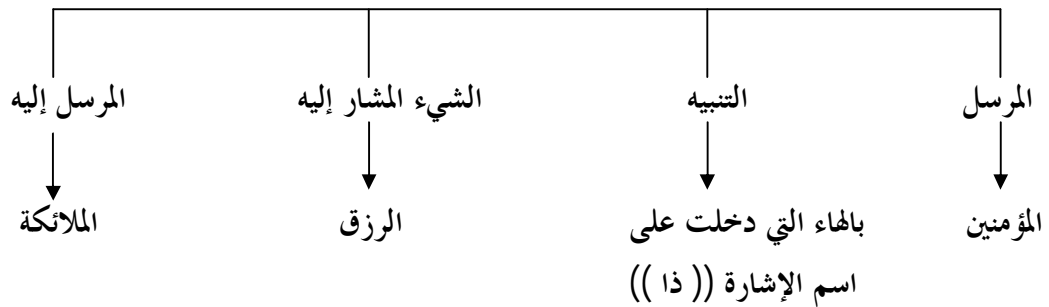 المرسل التنبيه الشيء المشار إليه المرسل إليه
المؤمنين بالهاء التي دخلت على الرزق الملائكة
اسم الإشارة (( ذا ))